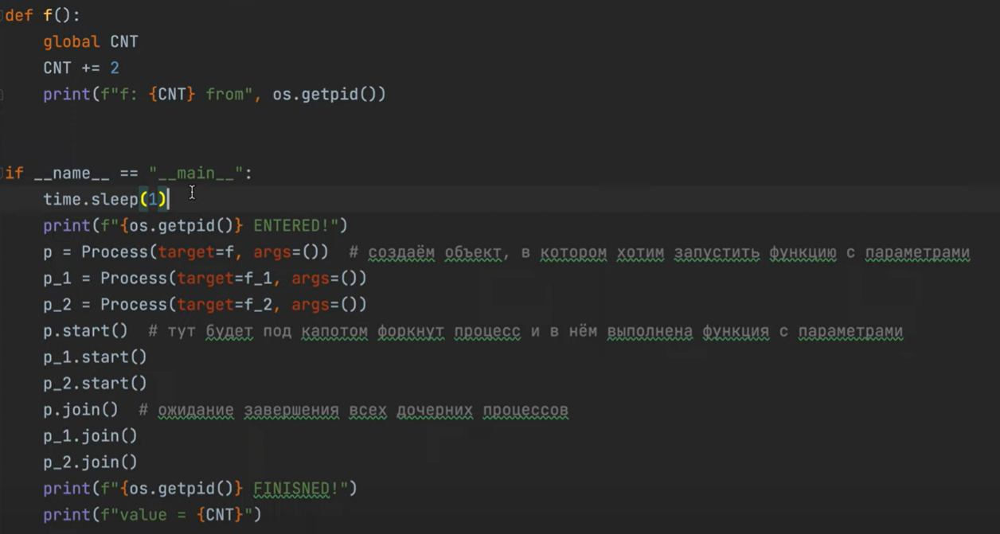 def f():
    global CNT
    CNT += 2
    print(f"f: {CNT} from", os.getpid())
if __name__ == "__main__":
    time.sleep(1)
    print(f"{os.getpid()} ENTERED!")
    p = Process(target=f, args=())  # создаём объект, в котором хотим запустить функцию с параметрами
    p_1 = Process(target=f_1, args=())
    p_2 = Process(target=f_2, args=())
    p.start()  # тут будет под капотом форкнут процесс и в нём выполнена функция с параметрами
    p_1.start()
    p_2.start()
    p.join()  # ожидание завершения всех дочерних процессов
    p_1.join()
    p_2.join()
    print(f"{os.getpid()} FINISNED!")
    print(f"value = {CNT}")